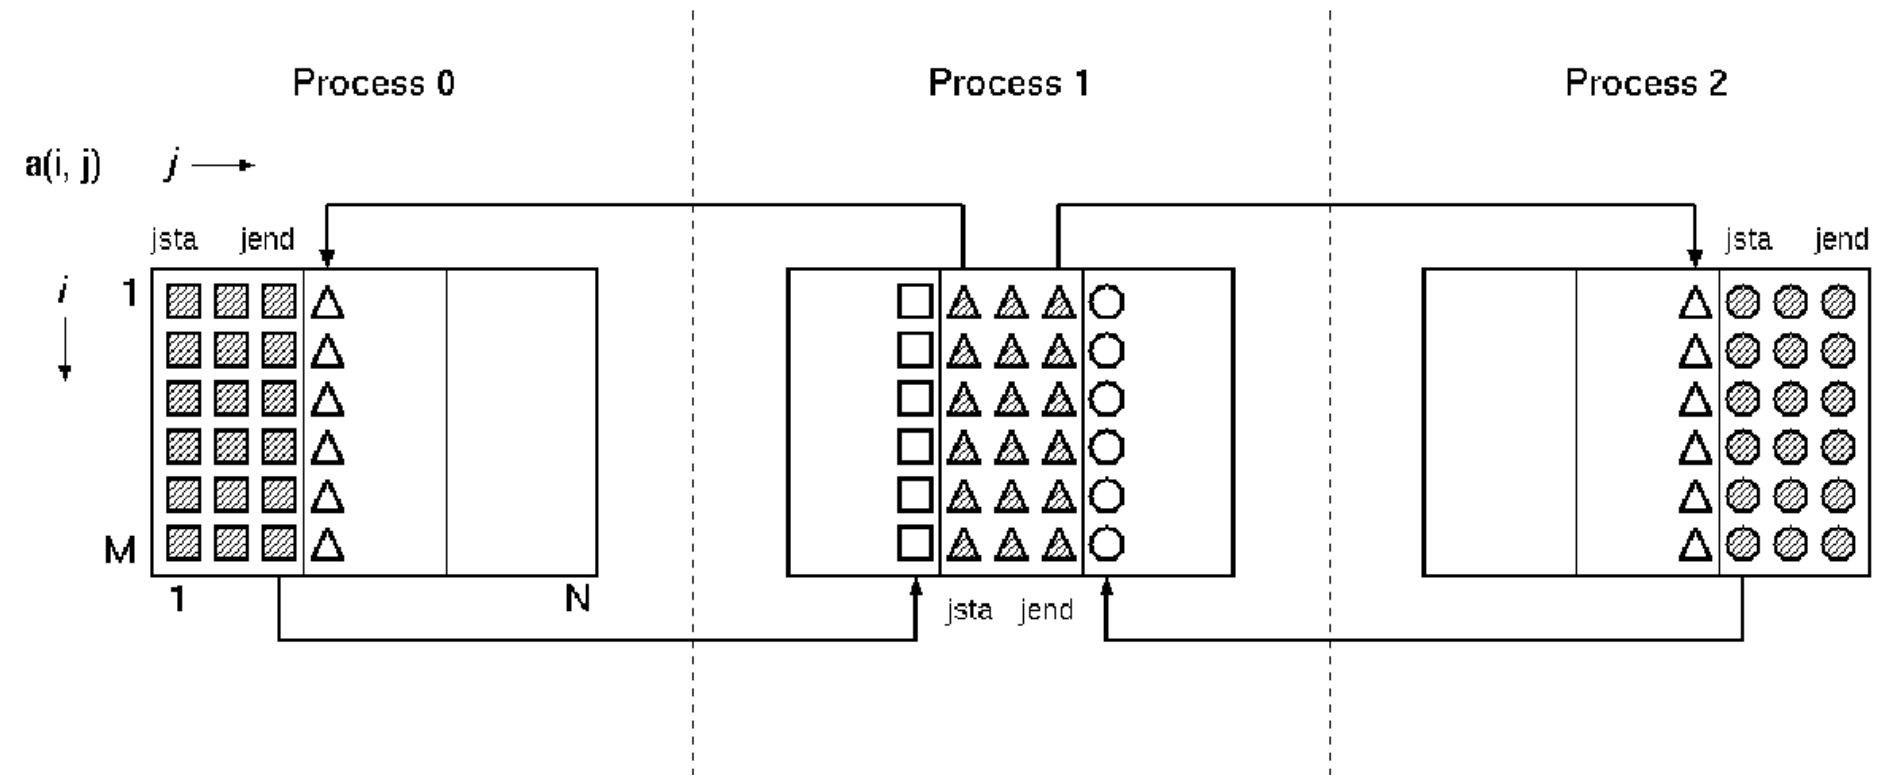 Process 0 Process 1 Process 2
a(i, j) j
jsta jend jsta jend
i 1
M
1 N jsta jend